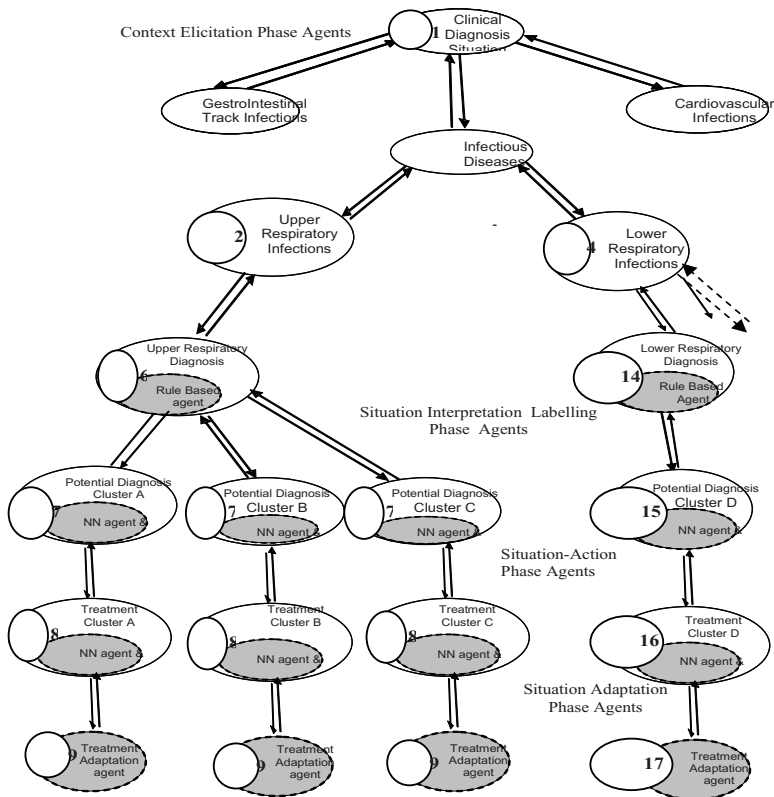 Context Elicitation Phase Agents
1
Clinical
Diagnosis
Situation
GestroIntestinal
Track Infections
Cardiovascular
Infections
Infectious
Diseases
2
Upper
Respiratory
Infections
-
4
Lower
Respiratory
Infections
Upper Respiratory
Diagnosis
6
Rule Based
agent
Lower Respiratory
Diagnosis
14
Rule Based
Agent
Situation Interpretation Labelling
Phase Agents
Potential Diagnosis
Cluster A
7
NN agent &
Potential Diagnosis
Cluster B
7
NN agent &
Potential Diagnosis
Cluster C
7
NN agent &
Potential Diagnosis
Cluster D
15
NN agent &
Situation-Action
Phase Agents
Treatment
Cluster A
8
NN agent &
Treatment
Cluster B
8
NN agent &
Treatment
Cluster C
8
NN agent &
Treatment
Cluster D
16
NN agent &
Situation Adaptation
Phase Agents
9
Treatment
Adaptation
agent
9
Treatment
Adaptation
agent
9
Treatment
Adaptation
agent
17
Treatment
Adaptation
agent